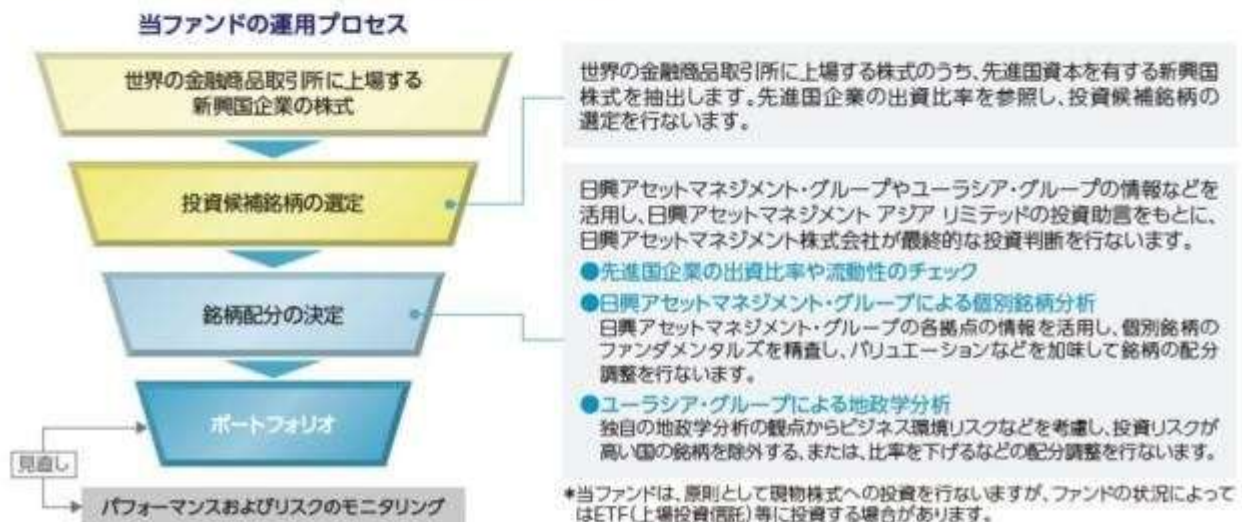 当ファンドの運用プロセス
世界の金融商品取引所に上場する
新興国企業の株式
投資候補銘柄の選定
銘柄配分の決定
ポートフォリオ
見直し
パフォーマンスおよびリスクのモニタリング
世界の金融商品取引所に上場する株式のうち、先進国資本を有する新興国
株式を抽出します。先進国企業の出資比率を参照し、投資候補銘柄の
選定を行ないます。
日興アセットマネジメント・グループやユーラシア・グループの情報などを
活用し、日興アセットマネジメント アジア リミテッドの投資助言をもとに、
日興アセットマネジメント株式会社が最終的な投資判断を行ないます。
●先進国企業の出資比率や流動性のチェック
●日興アセットマネジメント・グループによる個別銘柄分析
日興アセットマネジメント・グループの各拠点の情報を活用し、個別銘柄の
ファンダメンタルズを精査し、バリュエーションなどを加味して銘柄の配分
調整を行ないます。
●ユーラシア・グループによる地政学分析
独自の地政学分析の観点からビジネス環境リスクなどを考慮し、投資リスクが
高い国の銘柄を除外する、または、比率を下げるなどの配分調整を行ないます。
*当ファンドは、原則として現物株式への投資を行ないますが、ファンドの状況によって
はETF(上場投資信託)等に投資する場合があります。